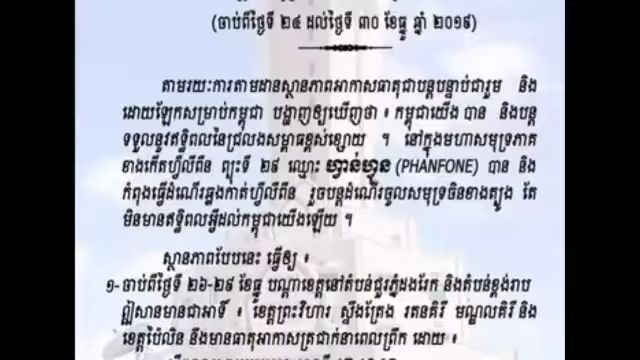 (ចាប់ពីថ្ងៃទី ២៤ ដល់ថ្ងៃទី ៣០ ខែធ្នូ ឆ្នាំ ២០១៩)
តាមរយៈការតាមដានស្ថានភាពអាកាសធាតុជាបន្តបន្ទាប់ជារួម និង
ដោយឡែកសម្រាប់កម្ពុជា បង្ហាញឲ្យឃើញថា ៖ កម្ពុជាយើង បាន និងបន្ត
ទទួលនូវឥទ្ធិពលនៃជ្រលងសម្ពាធខ្ពស់ខ្សោយ ។ នៅក្នុងមហាសមុទ្រភាគ
ខាងកើតហ្វីលីពីន ព្យុះទី ២៩ ឈ្មោះ ហ្វាន់ហ្វូន (PHANFONE) បាន និង
កំពុងធ្វើដំណើរឆ្លងកាត់ហ្វីលីពីន រួចបន្តដំណើរចូលសមុទ្រចិនខាងត្បូង តែ
មិនមានឥទ្ធិពលអ្វីដល់កម្ពុជាយើងឡើយ ។
ស្ថានភាពបែបនេះ ធ្វើឲ្យ ៖
១-ចាប់ពីថ្ងៃទី ២៦-២៩ ខែធ្នូ បណ្តាខេត្តនៅតំបន់ជួរភ្នំដងរែក និងតំបន់ខ្ពង់រាប
ឦសានមានជាអាទិ៍ ៖ ខេត្តព្រះវិហារ ស្ទឹងត្រែង រតនគិរី មណ្ឌលគិរី និង
ខេត្តប៉ៃលិន នឹងមានធាតុអាកាសត្រជាក់នាពេលព្រឹក ដោយ ៖